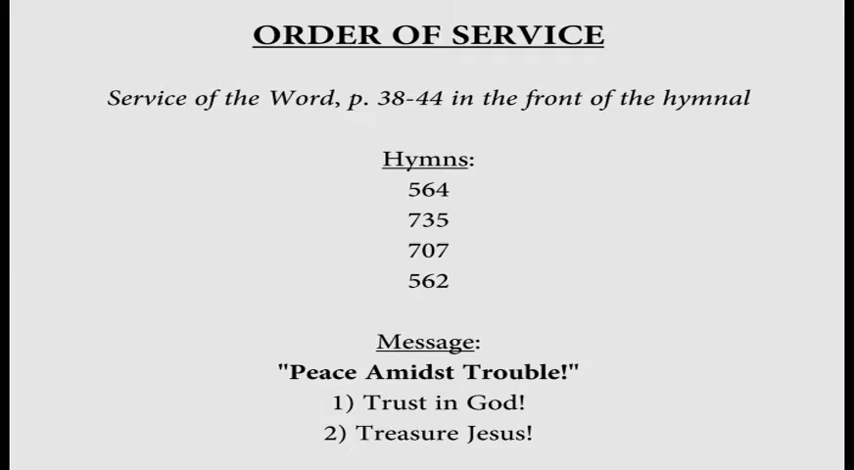 ORDER OF SERVICE
Service of the Word, p. 38-44 in the front of the hymnal
Hymns:
564
735
707
562
Message:
"Peace Amidst Trouble!"
1) Trust in God!
2) Treasure Jesus!